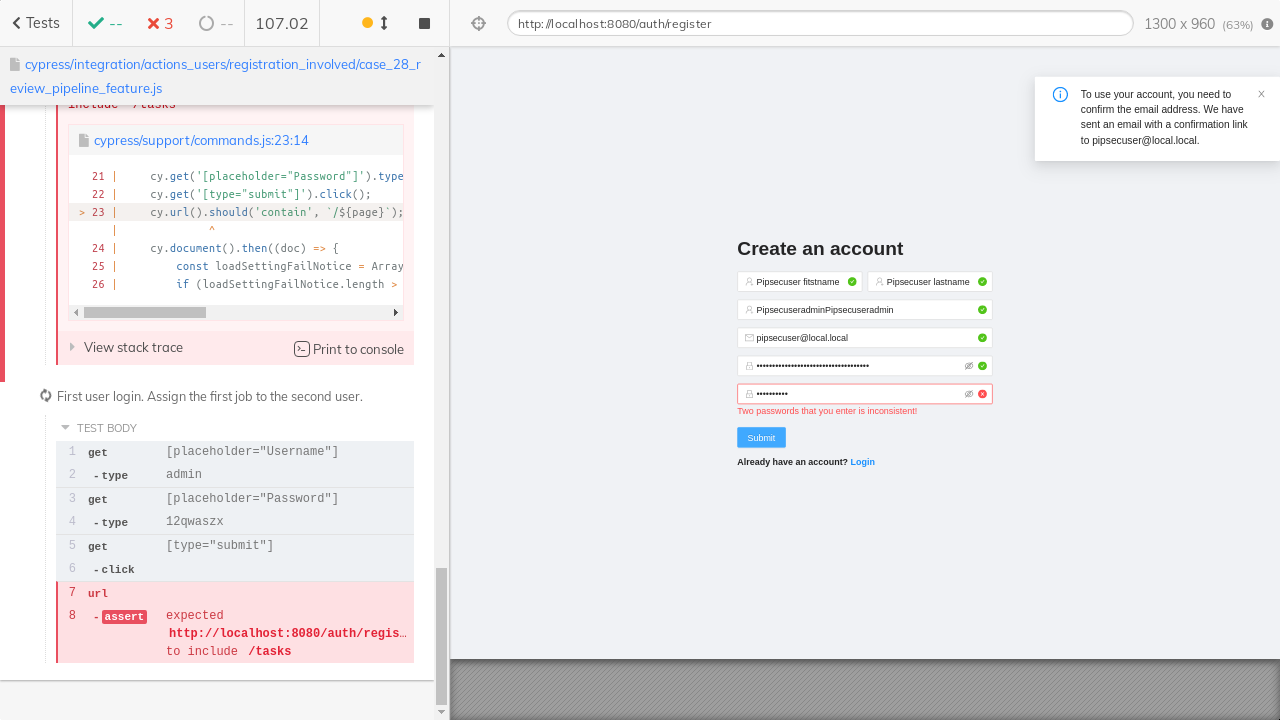 Tests
--
3
--
107.02
http://localhost:8080/auth/register
1300 x 960 (63%)
cypress/integration/actions_users/registration_involved/case_28_r
eview_pipeline_feature.js
include /tasks
cypress/support/commands.js:23:14
21 | cy.get('[placeholder="Password"]').type
22 | cy.get('[type="submit"]').click();
> 23 | cy.url().should('contain', `/${page}`);
| ^
24 | cy.document().then((doc) => {
25 | const loadSettingFailNotice = Array
26 | if (loadSettingFailNotice.length >
View stack trace
Print to console
First user login. Assign the first job to the second user.
TEST BODY
1 get [placeholder="Username"]
2 -type admin
3 get [placeholder="Password"]
4 -type 12qwaszx
5 get [type="submit"]
6 -click
7 url
8 -assert expected
http://localhost:8080/auth/regis…
to include /tasks
To use your account, you need to
confirm the email address. We have
sent an email with a confirmation link
to pipsecuser@local.local.
Create an account
Pipsecuser fitstname
Pipsecuser lastname
PipsecuseradminPipsecuseradmin
pipsecuser@local.local
Two passwords that you enter is inconsistent!
Submit
Already have an account? Login